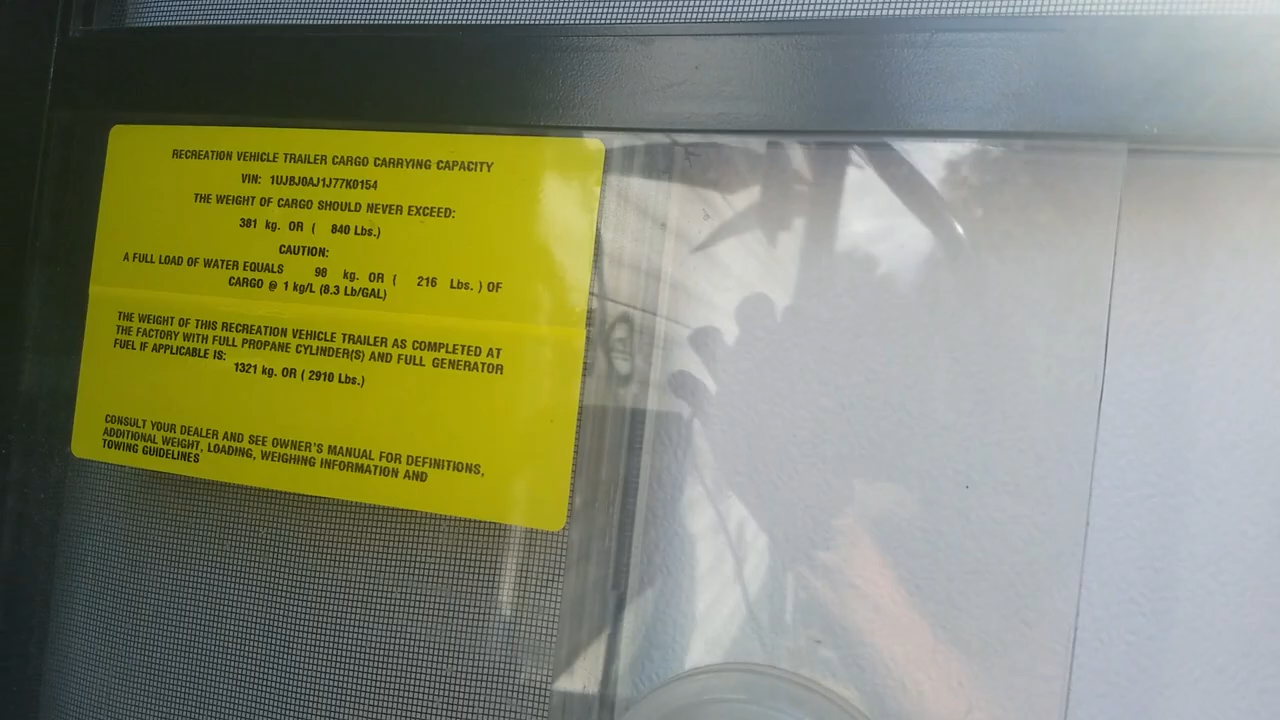 RECREATION VEHICLE TRAILER CARGO CARRYING CAPACITY
VIN: 1UJBJ0AJ1J77K0154
THE WEIGHT OF CARGO SHOULD NEVER EXCEED:
381 kg. OR ( 840 Lbs.)
CAUTION:
A FULL LOAD OF WATER EQUALS 98 kg. OR ( 216 Lbs. ) OF
CARGO @ 1 kg/L (8.3 Lb/GAL)
THE WEIGHT OF THIS RECREATION VEHICLE TRAILER AS COMPLETED AT
THE FACTORY WITH FULL PROPANE CYLINDER(S) AND FULL GENERATOR
FUEL IF APPLICABLE IS:
1321 kg. OR ( 2910 Lbs.)
CONSULT YOUR DEALER AND SEE OWNER'S MANUAL FOR DEFINITIONS,
ADDITIONAL WEIGHT, LOADING, WEIGHING INFORMATION AND
TOWING GUIDELINES